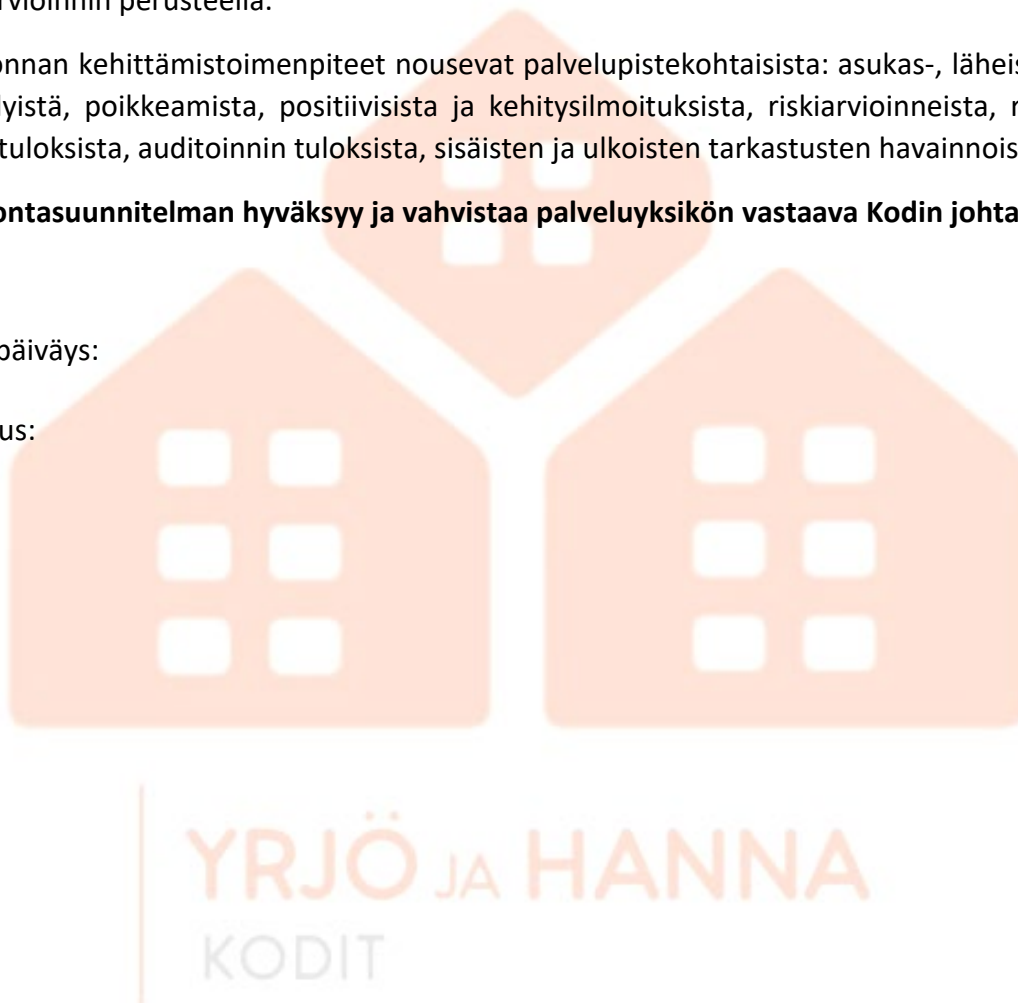 rvioinnin perusteella.
onnan kehittämistoimenpiteet nousevat palvelupistekohtaisista: asukas-, läheis
lyistä, poikkeamista, positiivisista ja kehitysilmoituksista, riskiarvioinneista, r
tuloksista, auditoinnin tuloksista, sisäisten ja ulkoisten tarkastusten havainnois
ontasuunnitelman hyväksyy ja vahvistaa palveluyksikön vastaava Kodin johta
päiväys:
us:
YRJÖ JA HANNA
KODIT